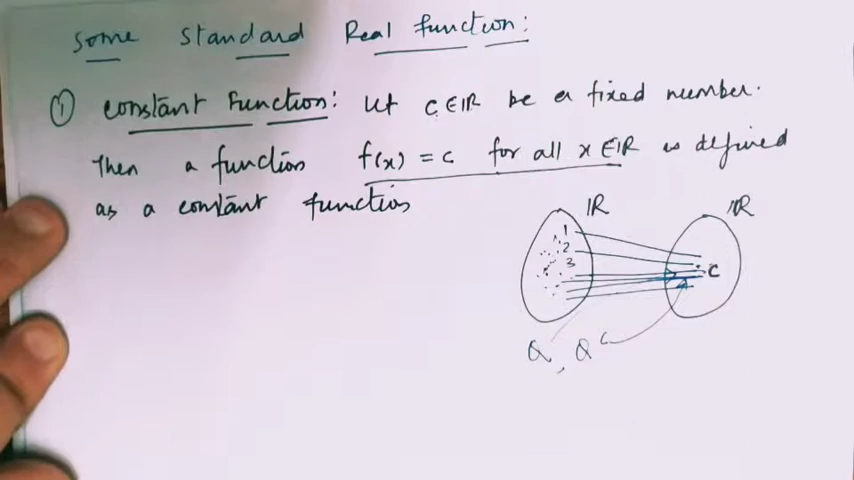 Some standard Real function:
① constant Function: Let C ∈ ℝ be a fixed number.
Then a function f(x) = c for all x ∈ ℝ is defined
as a constant function
ℝ ℝ
1
2
3
C
Q, Qᶜ